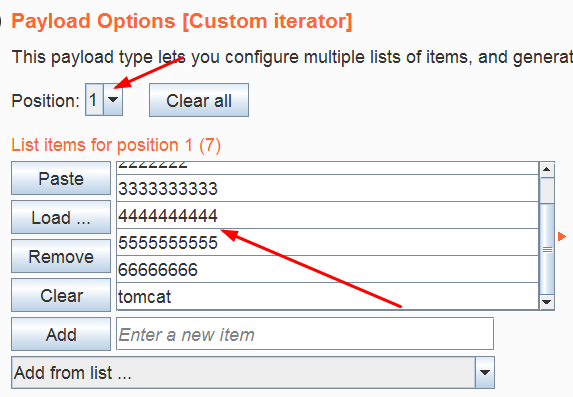 Payload Options [Custom iterator]
This payload type lets you configure multiple lists of items, and generat
Position: 1 Clear all
List items for position 1 (7)
Paste
2222222
3333333333
Load ... 4444444444
5555555555
Remove
66666666
Clear tomcat
Add Enter a new item
Add from list ...